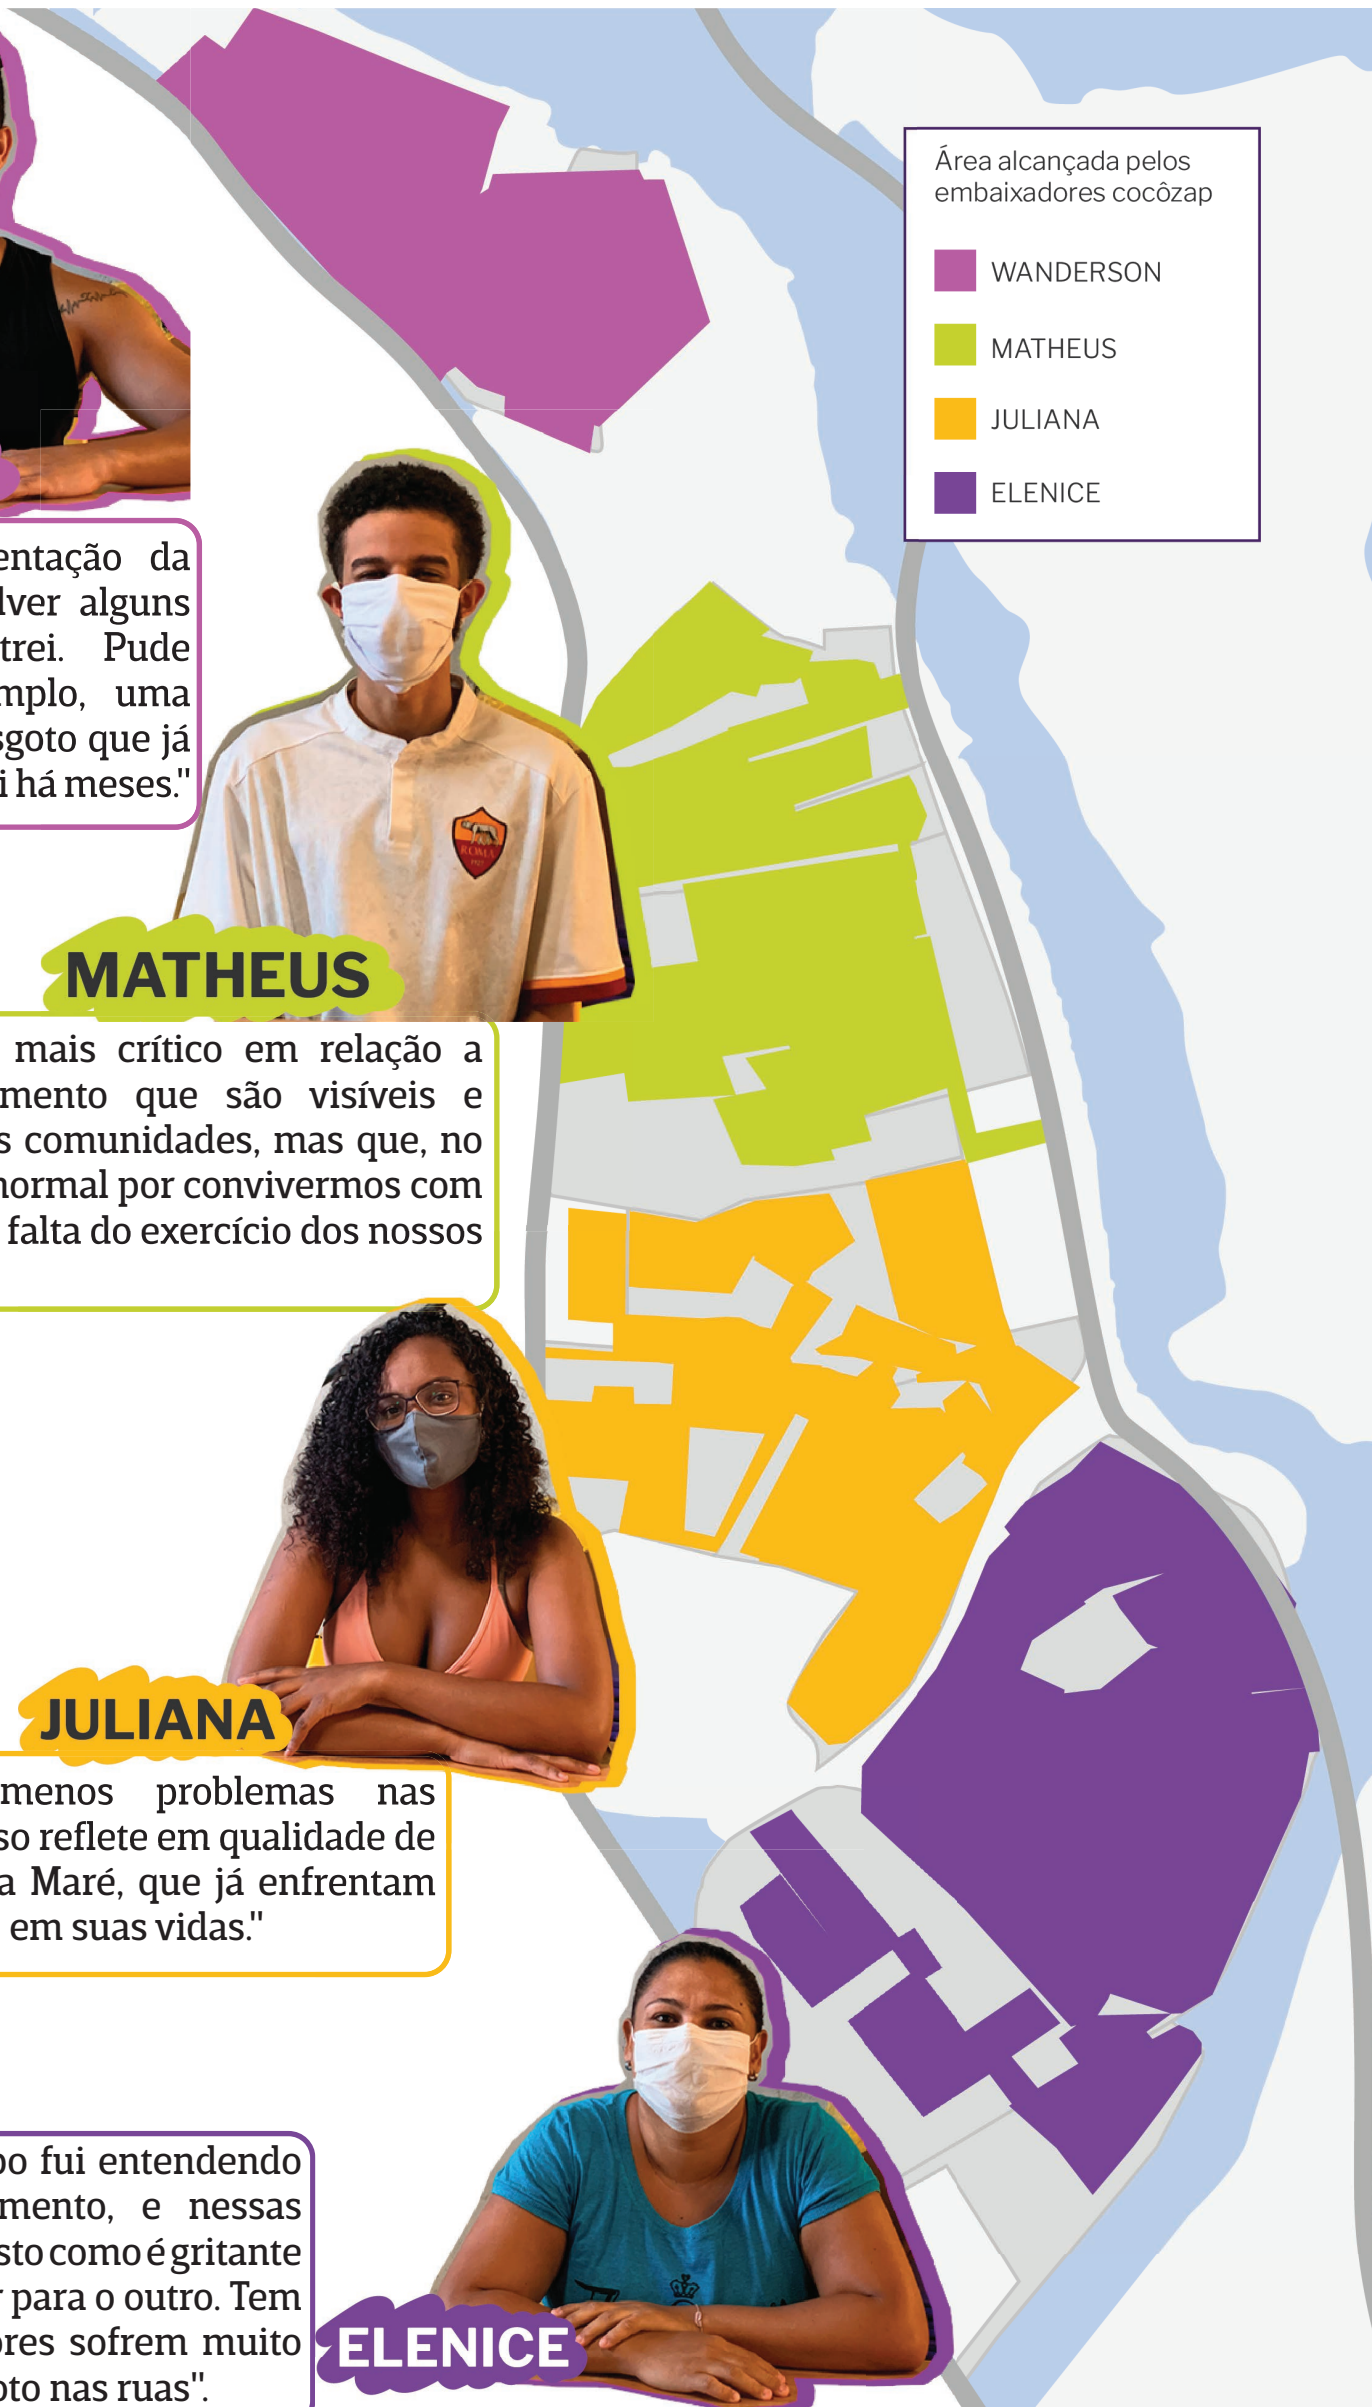 Área alcançada pelos
embaixadores cocôzap
WANDERSON
MATHEUS
JULIANA
ELENICE
entação da
lver alguns
trei. Pude
mplo, uma
sgoto que já
i há meses."
ROMA
1927
MATHEUS
mais crítico em relação a
mento que são visíveis e
s comunidades, mas que, no
normal por convivermos com
falta do exercício dos nossos
JULIANA
menos problemas nas
so reflete em qualidade de
a Maré, que já enfrentam
em suas vidas."
po fui entendendo
mento, e nessas
sto como é gritante
r para o outro. Tem
ores sofrem muito
oto nas ruas".
ELENICE